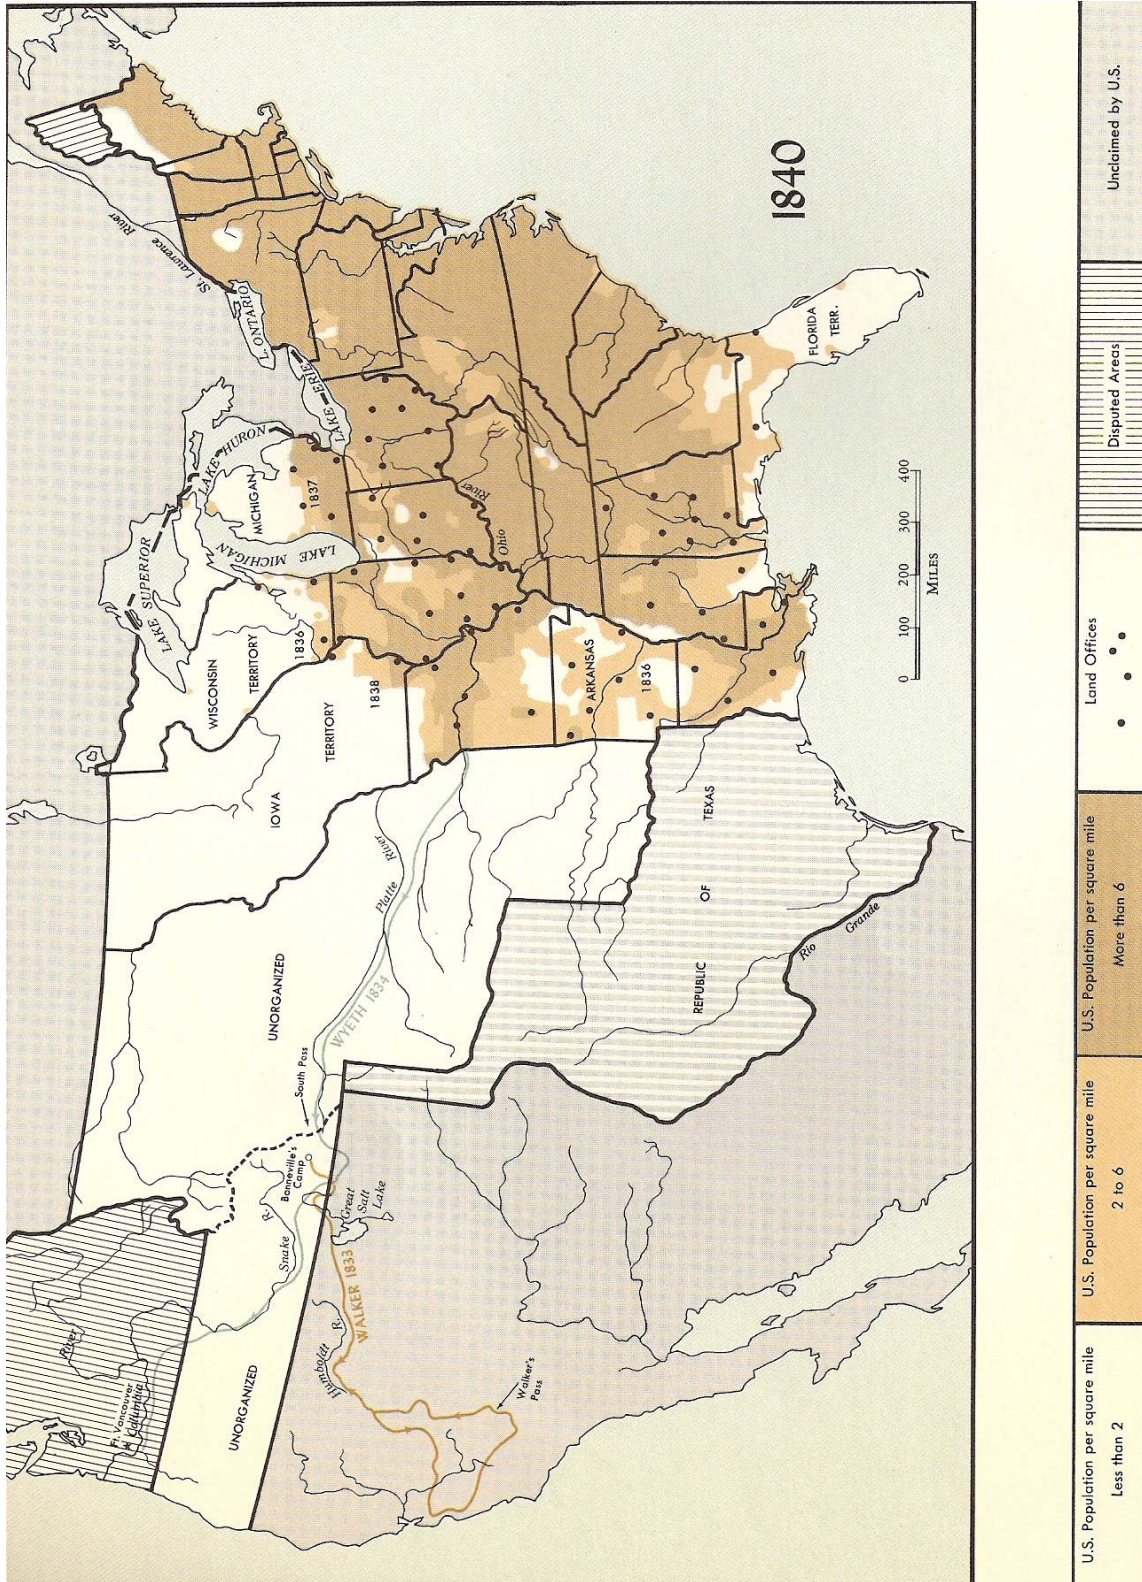 1840
St. Lawrence
River
L. ONTARIO
LAKE ERIE
LAKE HURON
LAKE SUPERIOR
LAKE MICHIGAN
MICHIGAN
1837
WISCONSIN
TERRITORY
1836
1838
IOWA
TERRITORY
Ohio
River
ARKANSAS
1836
FLORIDA
TERR.
UNORGANIZED
Platte
River
WYETH 1834
South Pass
Bonneville's
Camp
Snake
R.
Great
Salt
Lake
WALKER 1833
Humboldt
R.
Walker's
Pass
UNORGANIZED
Ft. Vancouver
Columbia
River
REPUBLIC
OF
TEXAS
Rio
Grande
0
100
200
300
400
MILES
U.S. Population per square mile
Less than 2
U.S. Population per square mile
2 to 6
U.S. Population per square mile
More than 6
Land Offices
Disputed Areas
Unclaimed by U.S.